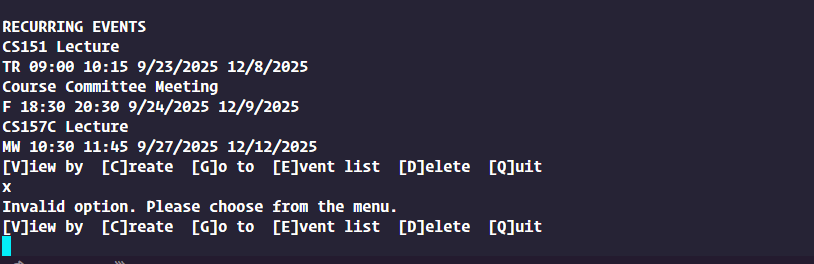 RECURRING EVENTS
CS151 Lecture
TR 09:00 10:15 9/23/2025 12/8/2025
Course Committee Meeting
F 18:30 20:30 9/24/2025 12/9/2025
CS157C Lecture
MW 10:30 11:45 9/27/2025 12/12/2025
[V]iew by  [C]reate  [G]o to  [E]vent list  [D]elete  [Q]uit
x
Invalid option. Please choose from the menu.
[V]iew by  [C]reate  [G]o to  [E]vent list  [D]elete  [Q]uit